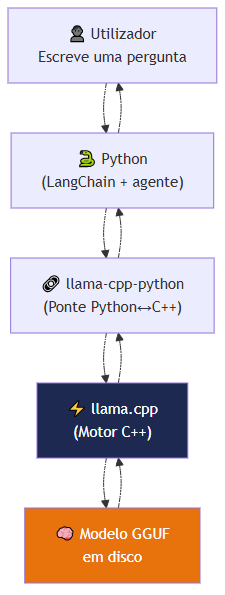 👤 Utilizador
Escreve uma pergunta
🐍 Python
(LangChain + agente)
🔗 llama-cpp-python
(Ponte Python↔C++)
⚡ llama.cpp
(Motor C++)
🧠 Modelo GGUF
em disco